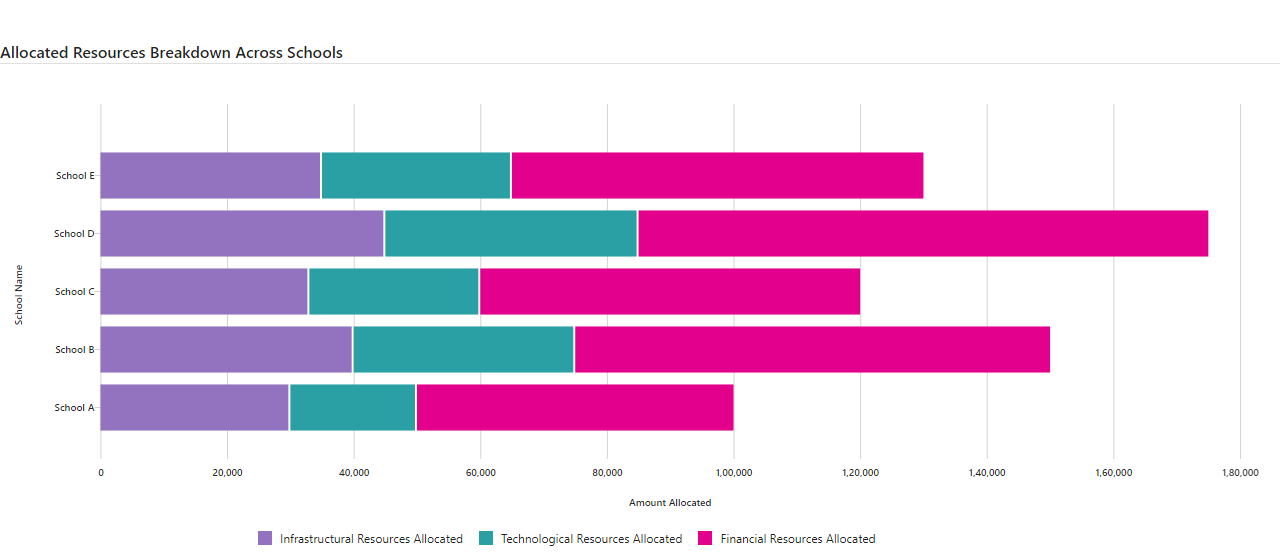 Allocated Resources Breakdown Across Schools
School E
School D
School C
School B
School A
School Name
0 20,000 40,000 60,000 80,000 1,00,000 1,20,000 1,40,000 1,60,000 1,80,000
Amount Allocated
Infrastructural Resources Allocated Technological Resources Allocated Financial Resources Allocated